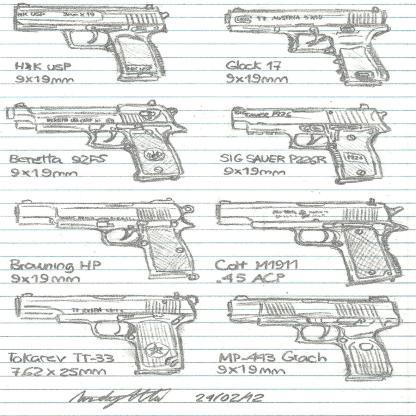 H&K USP
9x19mm
Glock 17
9x19mm
Beretta 92FS
9x19mm
SIG SAUER P226R
9x19mm
Browning HP
9x19mm
Colt M1911
.45 ACP
Tokarev TT-33
7.62x25mm
MP-443 Grach
9x19mm
29/02/12